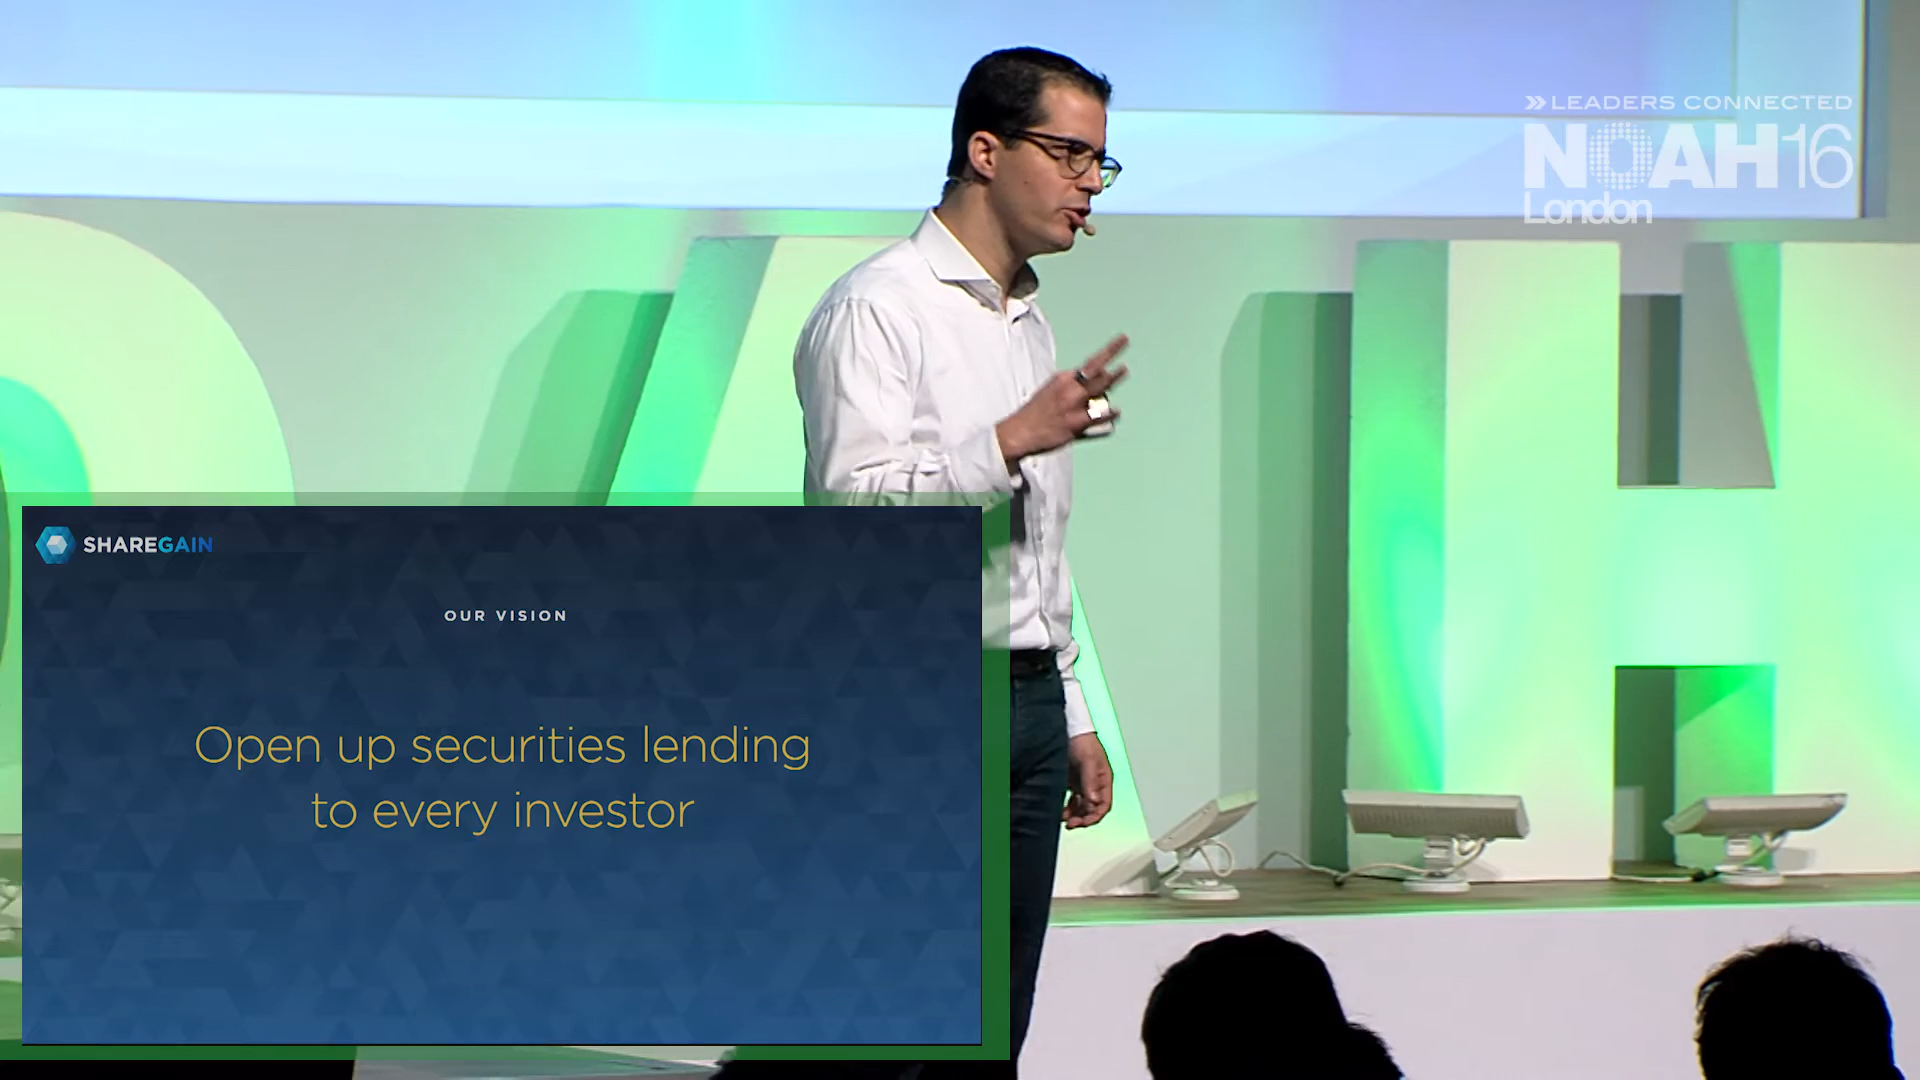 LEADERS CONNECTED
NOAH16
London
SHAREGAIN
OUR VISION
Open up securities lending
to every investor